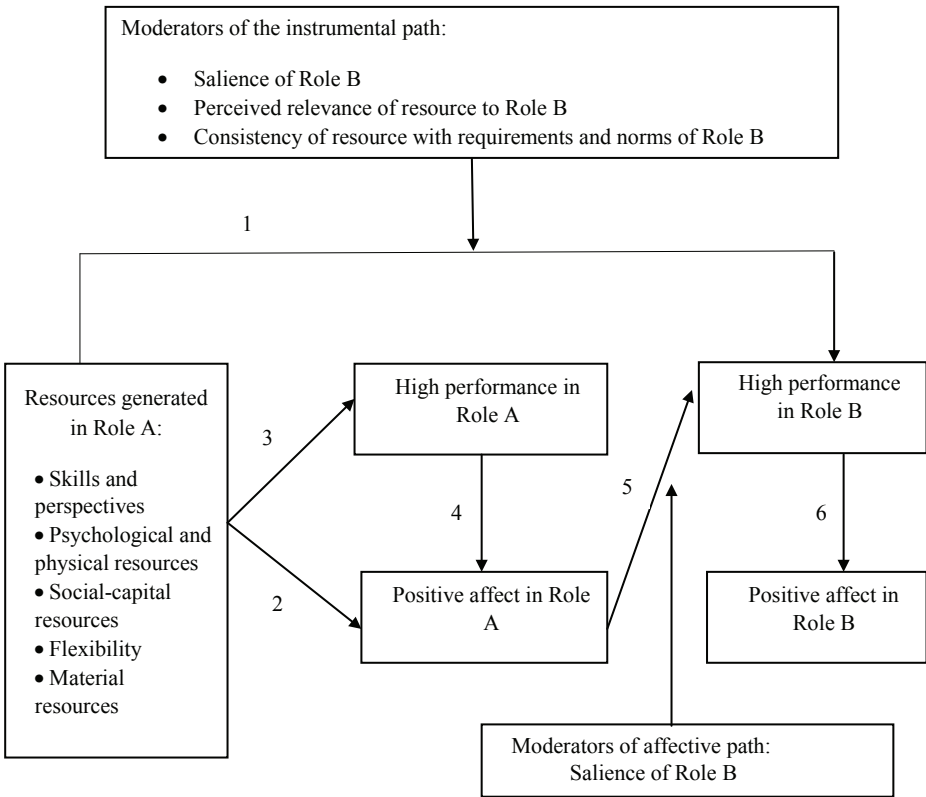 Moderators of the instrumental path:
• Salience of Role B
• Perceived relevance of resource to Role B
• Consistency of resource with requirements and norms of Role B
1
Resources generated
in Role A:
• Skills and
perspectives
• Psychological and
physical resources
• Social-capital
resources
• Flexibility
• Material
resources
3
2
High performance in
Role A
4
Positive affect in Role
A
5
High performance
in Role B
6
Positive affect in
Role B
Moderators of affective path:
Salience of Role B